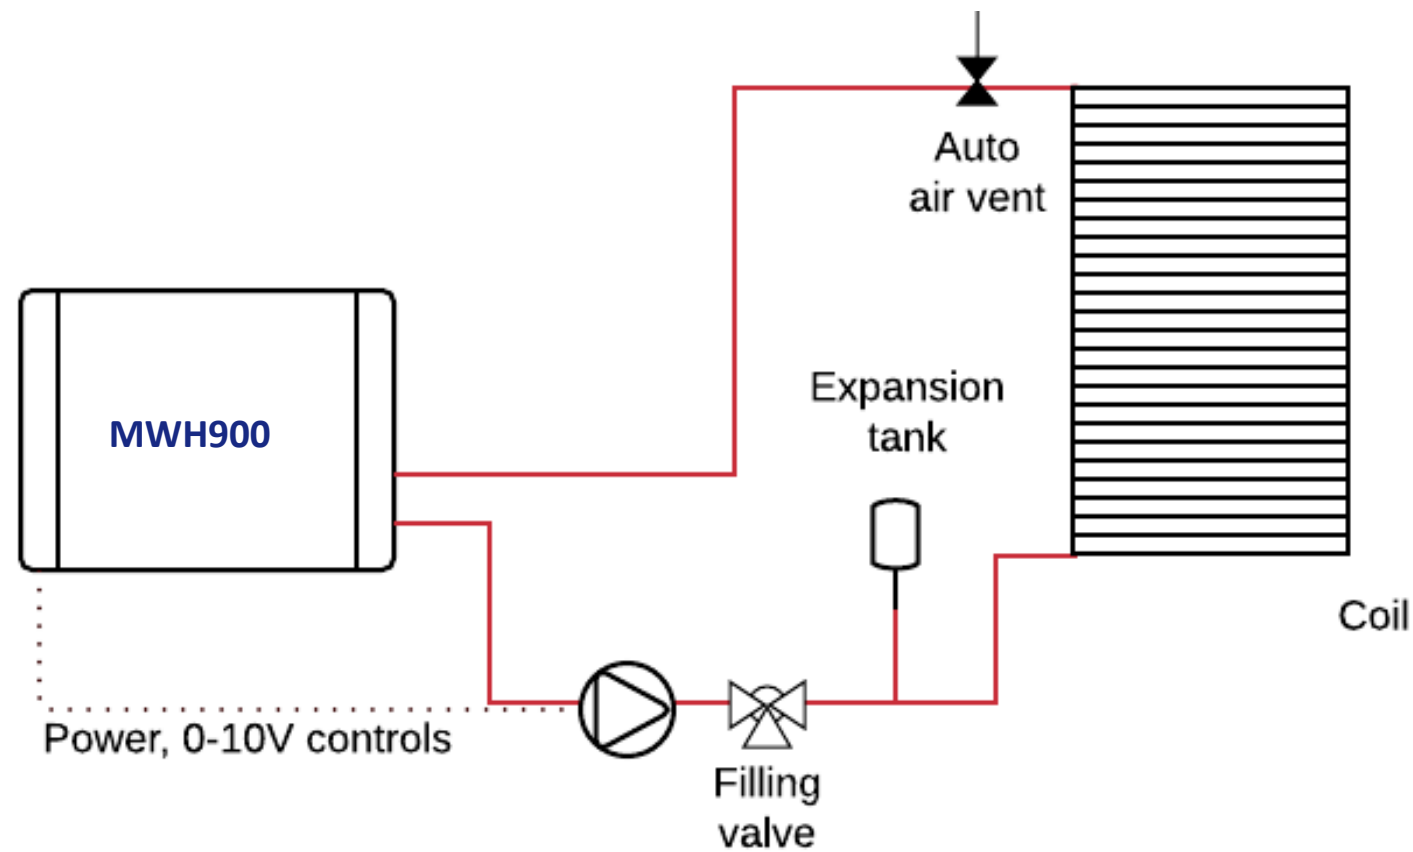 Auto
air vent
Expansion
tank
MWH900
Coil
Power, 0-10V controls
Filling
valve